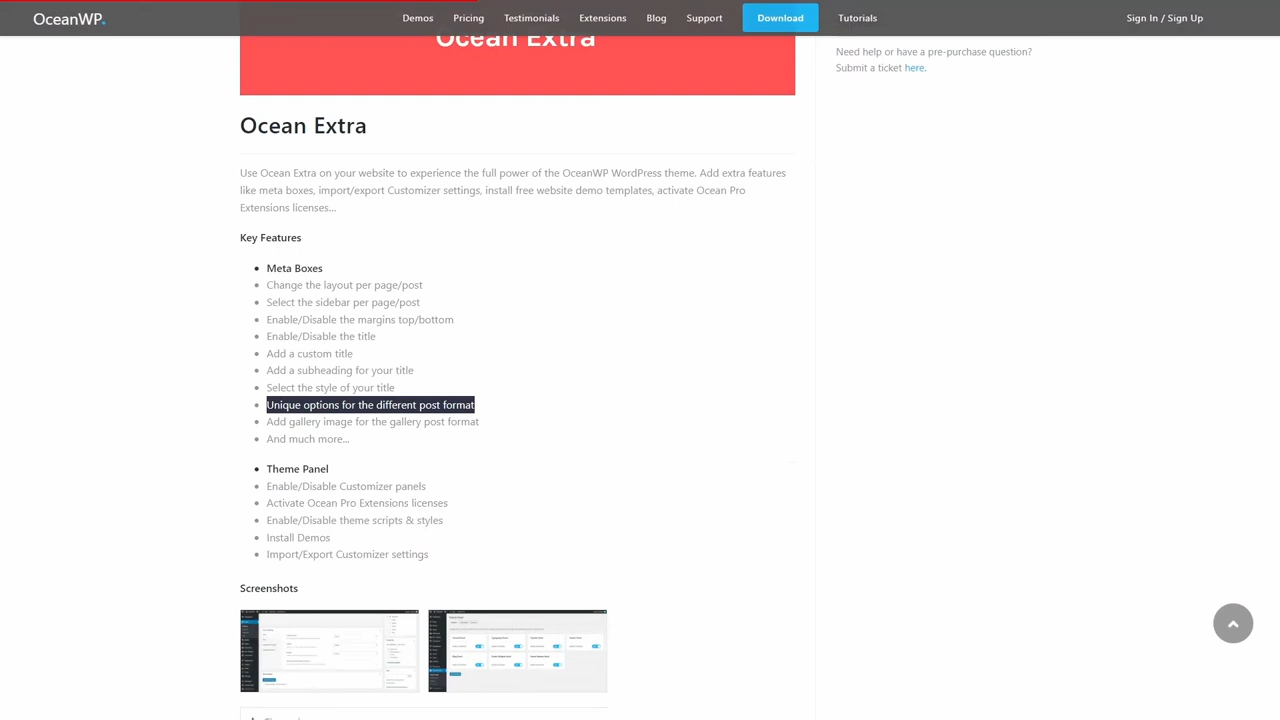 OceanWP.
Demos
Pricing
Testimonials
Extensions
Blog
Support
Download
Tutorials
Sign In / Sign Up
Ocean Extra
Need help or have a pre-purchase question?
Submit a ticket here.
Ocean Extra
Use Ocean Extra on your website to experience the full power of the OceanWP WordPress theme. Add extra features
like meta boxes, import/export Customizer settings, install free website demo templates, activate Ocean Pro
Extensions licenses...
Key Features
Meta Boxes
Change the layout per page/post
Select the sidebar per page/post
Enable/Disable the margins top/bottom
Enable/Disable the title
Add a custom title
Add a subheading for your title
Select the style of your title
Unique options for the different post format
Add gallery image for the gallery post format
And much more...
Theme Panel
Enable/Disable Customizer panels
Activate Ocean Pro Extensions licenses
Enable/Disable theme scripts & styles
Install Demos
Import/Export Customizer settings
Screenshots